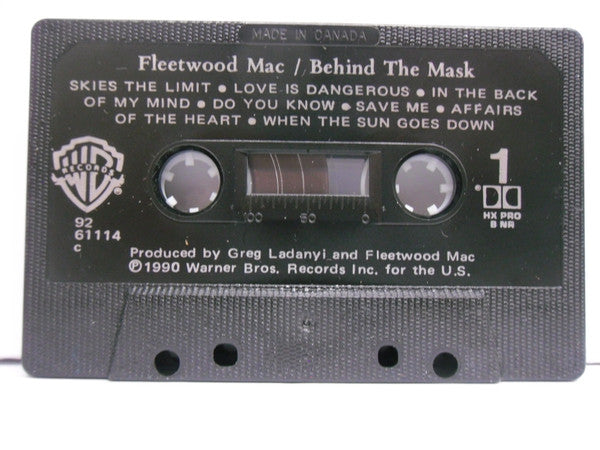 MADE IN CANADA
Fleetwood Mac / Behind The Mask
SKIES THE LIMIT • LOVE IS DANGEROUS • IN THE BACK
OF MY MIND • DO YOU KNOW • SAVE ME • AFFAIRS
OF THE HEART • WHEN THE SUN GOES DOWN
WB
RECORDS
1
HX PRO
B NR
92
61114
c
100 50 0
Produced by Greg Ladanyi and Fleetwood Mac
℗1990 Warner Bros. Records Inc. for the U.S.